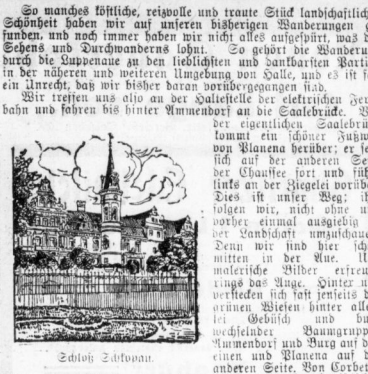 So manches köstliche, reizvolle und traute Stück landschaftlich
Schönheit haben wir auf unseren bisherigen Wanderungen g
funden, und noch immer haben wir nicht alles aufgespürt, was d
Sehens und Durchwanderns lohnt. So gehört die Wanderu
durch die Luppenaue zu den lieblichsten und dankbarsten Parti
in der näheren und weiteren Umgebung von Halle, und es ist fa
ein Unrecht, daß wir bisher daran vorübergegangen sind.
Wir treffen uns also an der Haltestelle der elektrischen Fer
bahn und fahren bis hinter Ammendorf an die Saalebrücke. V
der eigentlichen Saalebrü
kommt ein schöner Fußw
von Planena herüber; er se
sich auf der anderen Se
der Chaussee fort und füh
links an der Ziegelei vorübe
Dies ist unser Weg; ih
folgen wir, nicht ohne u
vorher einmal ausgiebig
der Landschaft umzuschaue
Denn wir sind hier sch
mitten in der Aue. U
malerische Bilder erfreu
rings das Auge. Hinter u
verstecken sich fast jenseits d
grünen Wiesen hinter alle
lei Gebüsch und bu
wechselnder Baumgrupp
Ammendorf und Burg auf d
einen und Planena auf d
anderen Seite. Von Corbet
Schloß Schkopau.